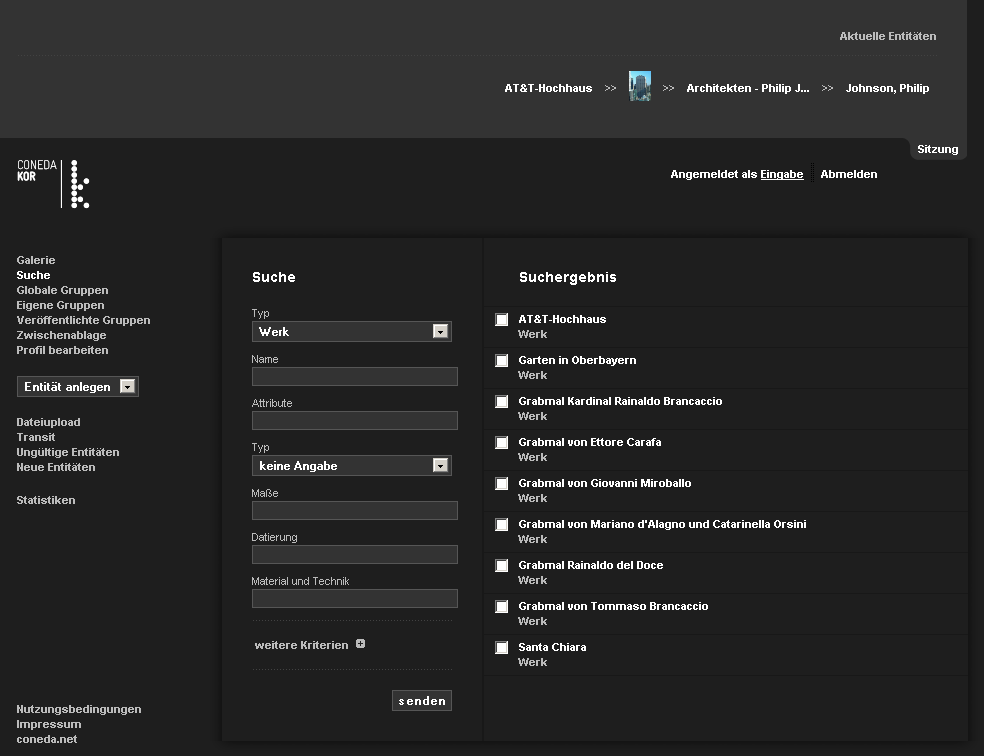 Aktuelle Entitäten
AT&T-Hochhaus >> >> Architekten - Philip J... >> Johnson, Philip
Sitzung
CONEDA
KOR
Angemeldet als Eingabe Abmelden
Galerie
Suche
Globale Gruppen
Eigene Gruppen
Veröffentlichte Gruppen
Zwischenablage
Profil bearbeiten
Entität anlegen
Dateiupload
Transit
Ungültige Entitäten
Neue Entitäten
Statistiken
Nutzungsbedingungen
Impressum
coneda.net
Suche
Typ
Werk
Name
Attribute
Typ
keine Angabe
Maße
Datierung
Material und Technik
weitere Kriterien
senden
Suchergebnis
AT&T-Hochhaus
Werk
Garten in Oberbayern
Werk
Grabmal Kardinal Rainaldo Brancaccio
Werk
Grabmal von Ettore Carafa
Werk
Grabmal von Giovanni Miroballo
Werk
Grabmal von Mariano d'Alagno und Catarinella Orsini
Werk
Grabmal Rainaldo del Doce
Werk
Grabmal von Tommaso Brancaccio
Werk
Santa Chiara
Werk